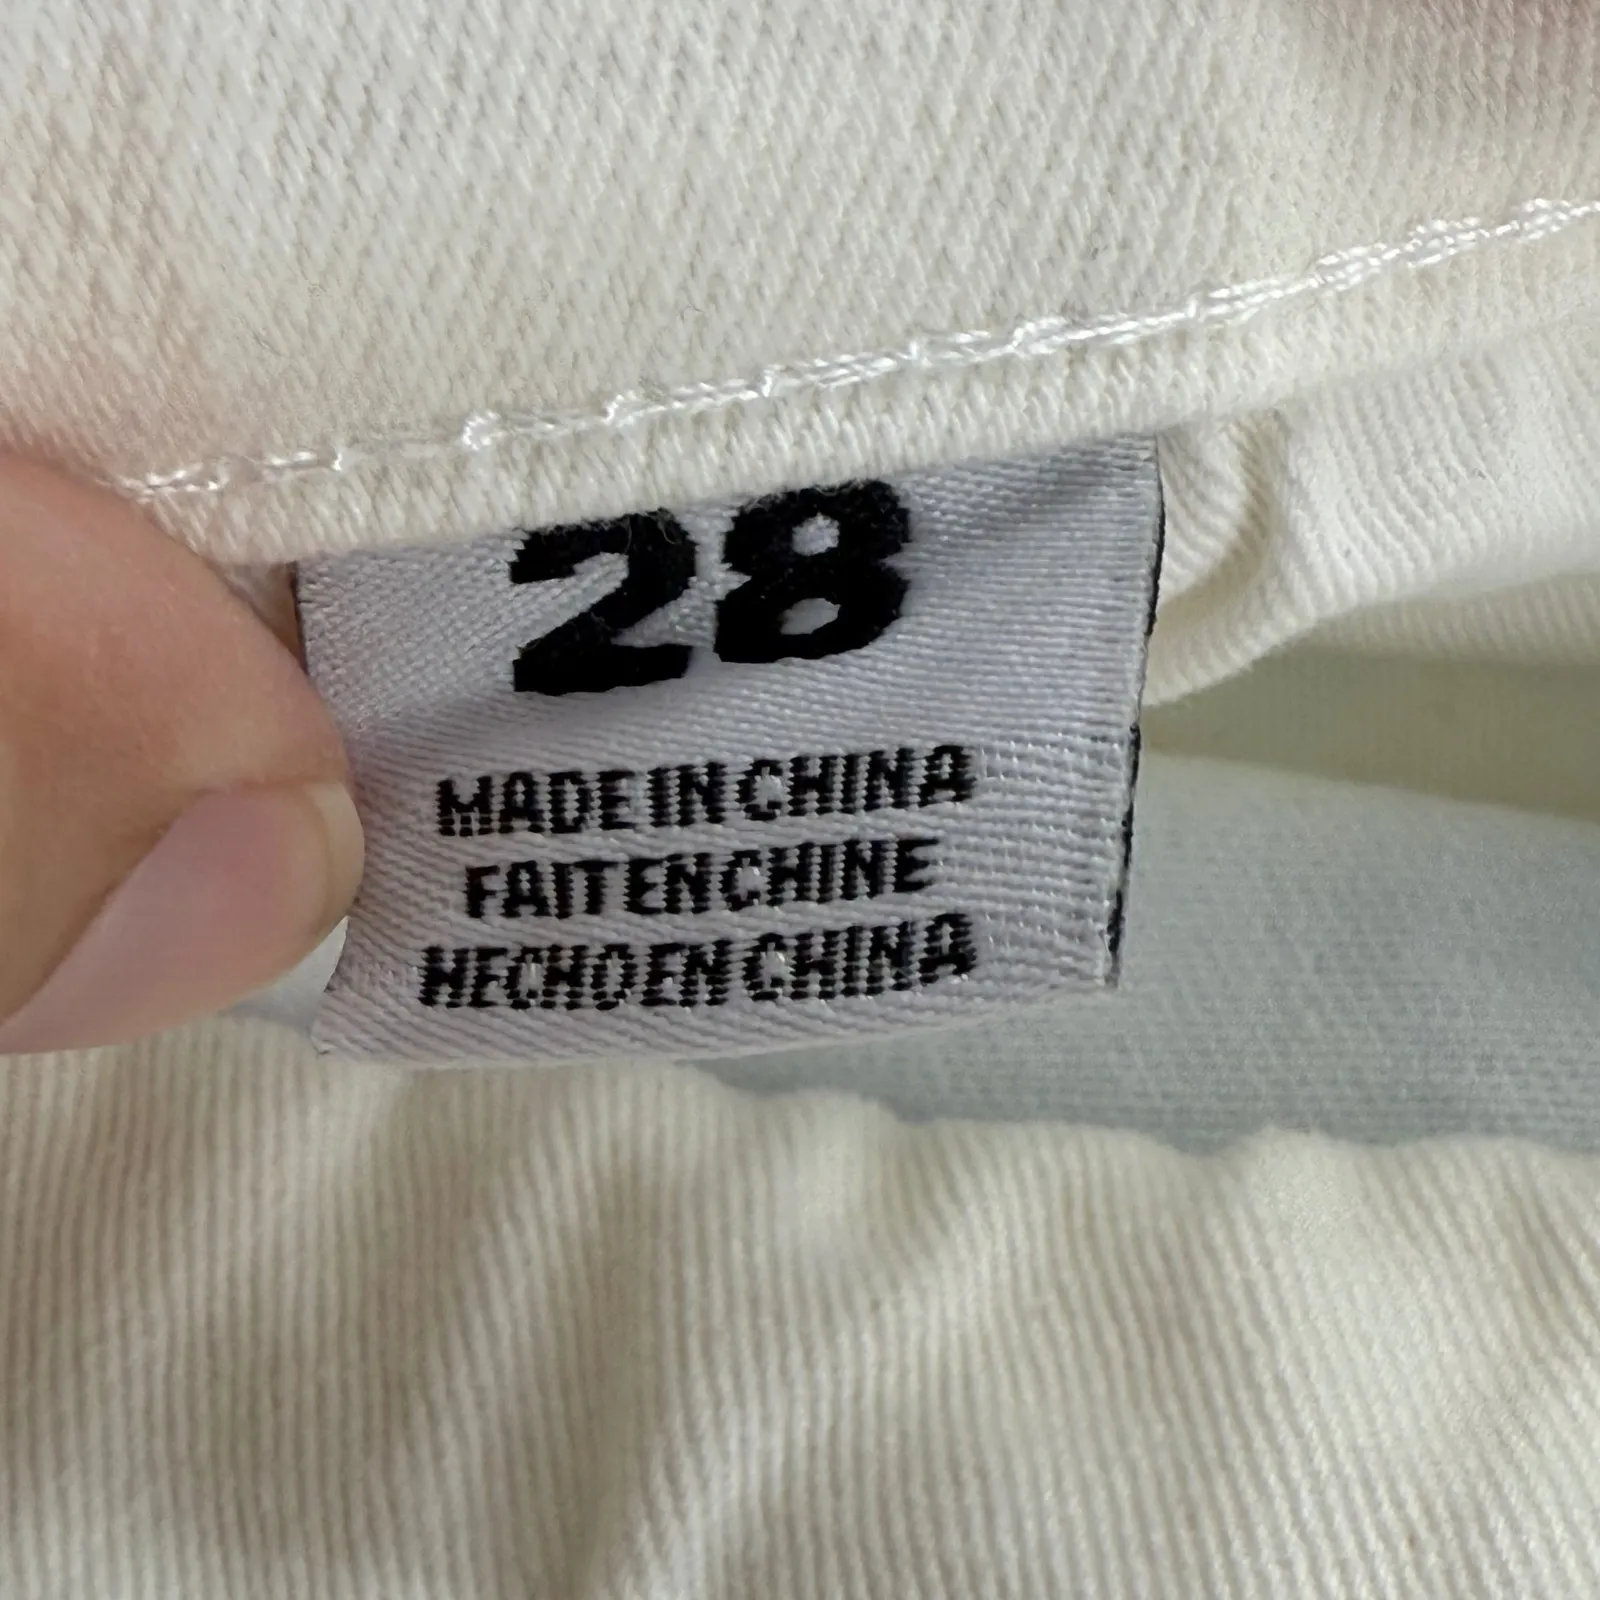 28
MADE IN CHINA
FAIT EN CHINE
HECHO EN CHINA